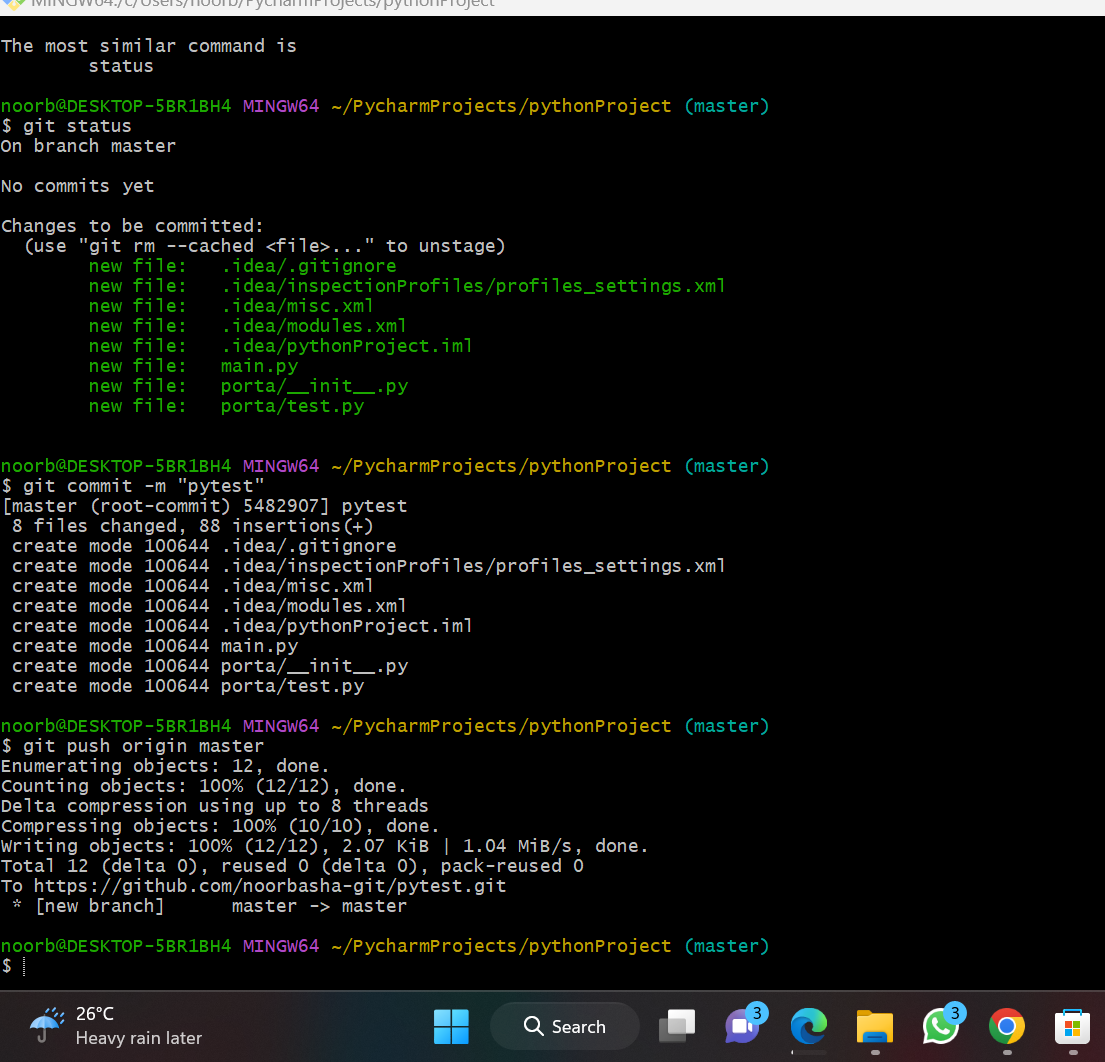 MINGW64:/c/Users/noorb/PycharmProjects/pythonProject
The most similar command is
        status
noorb@DESKTOP-5BR1BH4 MINGW64 ~/PycharmProjects/pythonProject (master)
$ git status
On branch master
No commits yet
Changes to be committed:
  (use "git rm --cached <file>..." to unstage)
        new file:   .idea/.gitignore
        new file:   .idea/inspectionProfiles/profiles_settings.xml
        new file:   .idea/misc.xml
        new file:   .idea/modules.xml
        new file:   .idea/pythonProject.iml
        new file:   main.py
        new file:   porta/__init__.py
        new file:   porta/test.py
noorb@DESKTOP-5BR1BH4 MINGW64 ~/PycharmProjects/pythonProject (master)
$ git commit -m "pytest"
[master (root-commit) 5482907] pytest
 8 files changed, 88 insertions(+)
 create mode 100644 .idea/.gitignore
 create mode 100644 .idea/inspectionProfiles/profiles_settings.xml
 create mode 100644 .idea/misc.xml
 create mode 100644 .idea/modules.xml
 create mode 100644 .idea/pythonProject.iml
 create mode 100644 main.py
 create mode 100644 porta/__init__.py
 create mode 100644 porta/test.py
noorb@DESKTOP-5BR1BH4 MINGW64 ~/PycharmProjects/pythonProject (master)
$ git push origin master
Enumerating objects: 12, done.
Counting objects: 100% (12/12), done.
Delta compression using up to 8 threads
Compressing objects: 100% (10/10), done.
Writing objects: 100% (12/12), 2.07 KiB | 1.04 MiB/s, done.
Total 12 (delta 0), reused 0 (delta 0), pack-reused 0
To https://github.com/noorbasha-git/pytest.git
 * [new branch]      master -> master
noorb@DESKTOP-5BR1BH4 MINGW64 ~/PycharmProjects/pythonProject (master)
$
26°C
Heavy rain later
Search
3
3